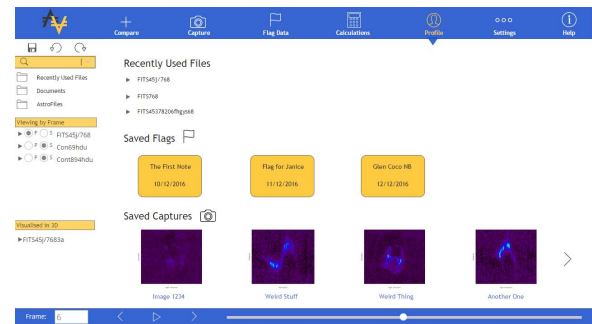 Compare
Capture
Flag Data
Calculations
Profile
Settings
Help
Recently Used Files
Documents
AstroFiles
Viewing by Frame
P S FITS45j/768
P S Con69hdu
P S Cont894hdu
Visualised in 3D
FITS45j/7683a
Recently Used Files
FITS45J/768
FITS768
FITS45378206fhgys68
Saved Flags
The First Note
10/12/2016
Flag for Janice
11/12/2016
Glen Coco NB
12/12/2016
Saved Captures
Image 1234
Weird Stuff
Weird Thing
Another One
Frame: 6